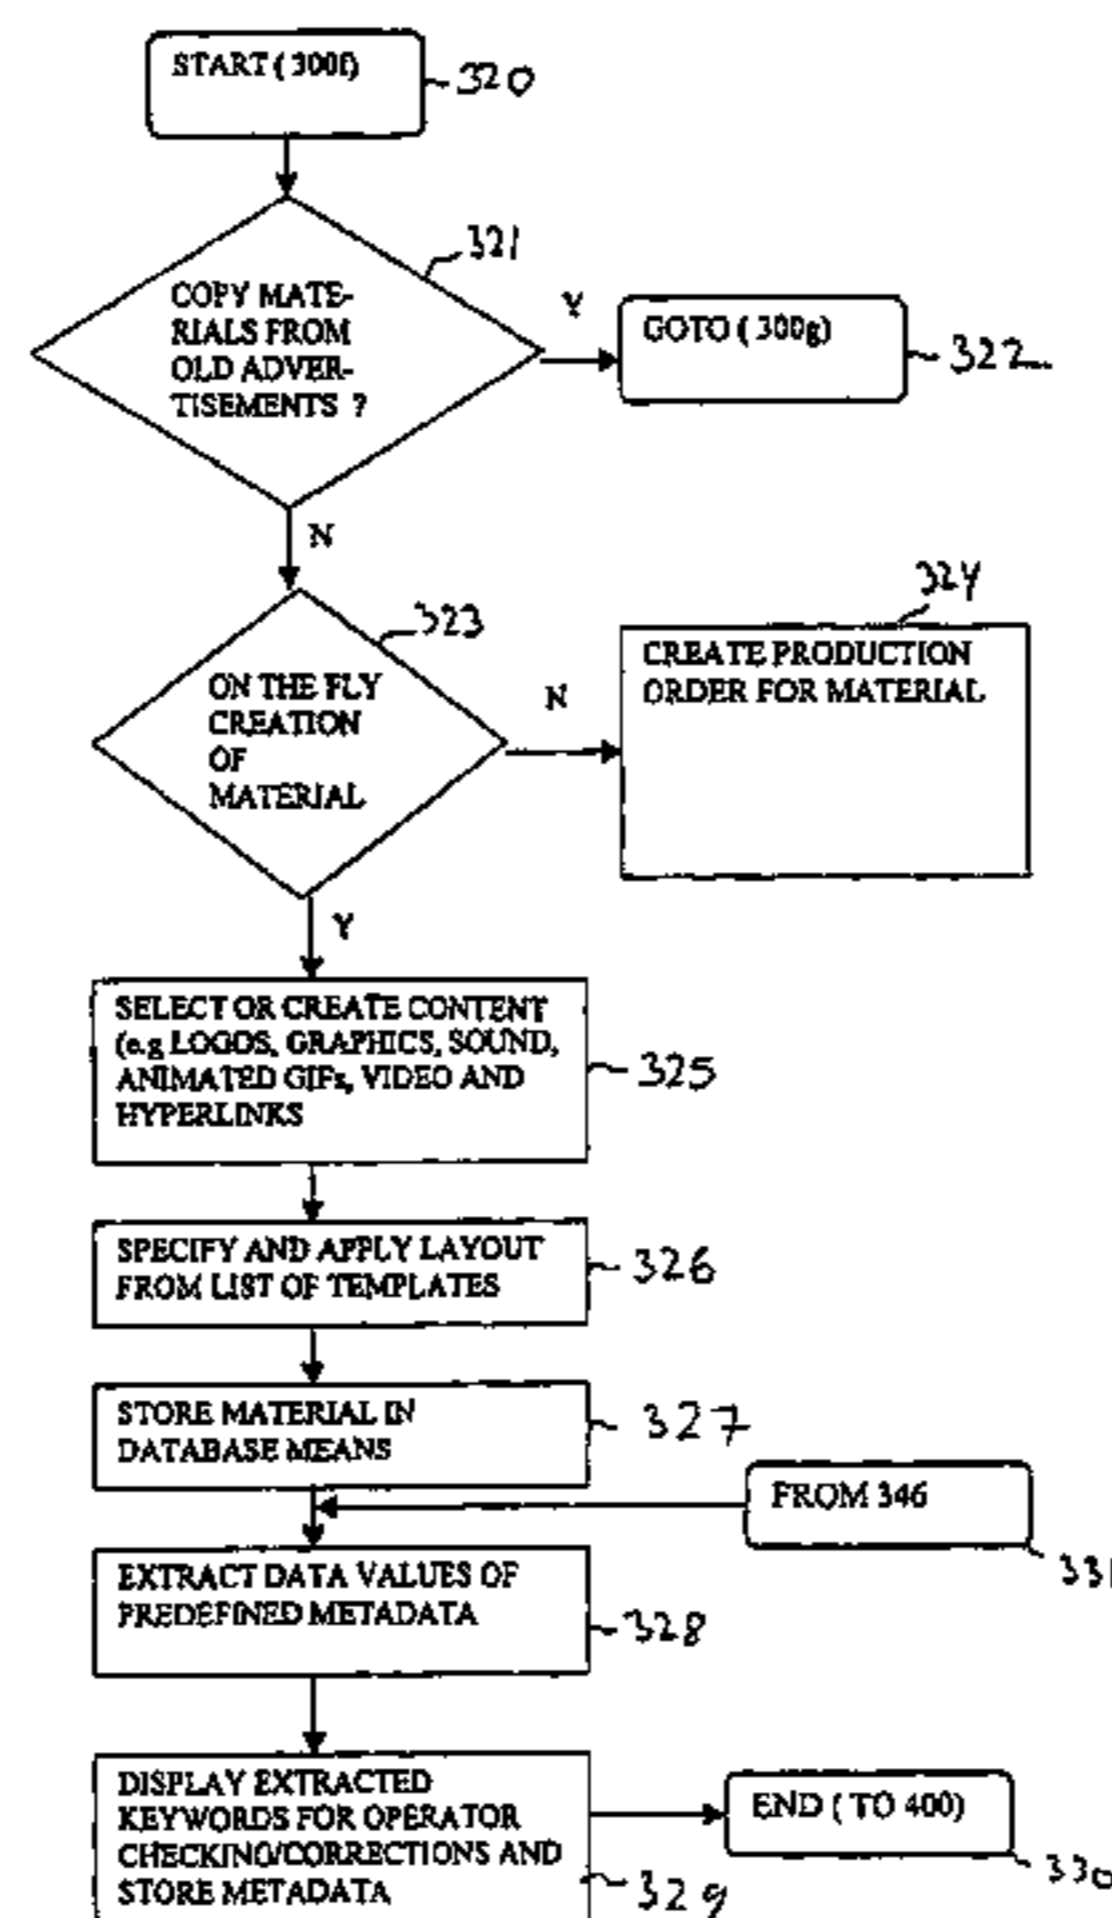 START ( 300f)
320
321
COPY MATE-
RIALS FROM
OLD ADVER-
TISEMENTS ?
Y
GOTO ( 300g)
322
N
323
ON THE FLY
CREATION
OF
MATERIAL
N
324
CREATE PRODUCTION
ORDER FOR MATERIAL
Y
SELECT OR CREATE CONTENT
(e.g LOGOS, GRAPHICS, SOUND,
ANIMATED GIFs, VIDEO AND
HYPERLINKS
325
SPECIFY AND APPLY LAYOUT
FROM LIST OF TEMPLATES
326
STORE MATERIAL IN
DATABASE MEANS
327
FROM 346
331
EXTRACT DATA VALUES OF
PREDEFINED METADATA
328
DISPLAY EXTRACTED
KEYWORDS FOR OPERATOR
CHECKING/CORRECTIONS AND
STORE METADATA
329
END ( TO 400)
330